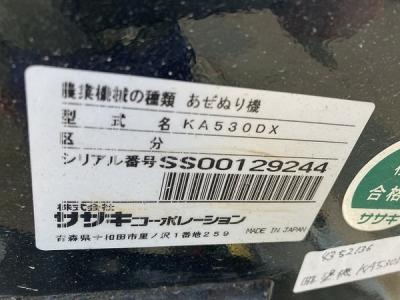 農業機械の種類 あぜぬり機
型式名 KA530DX
区分
シリアル番号 SS00129244
株式会社
ササキコーポレーション
青森県十和田市里ノ沢1番地259 MADE IN JAPAN
合格
ササキ